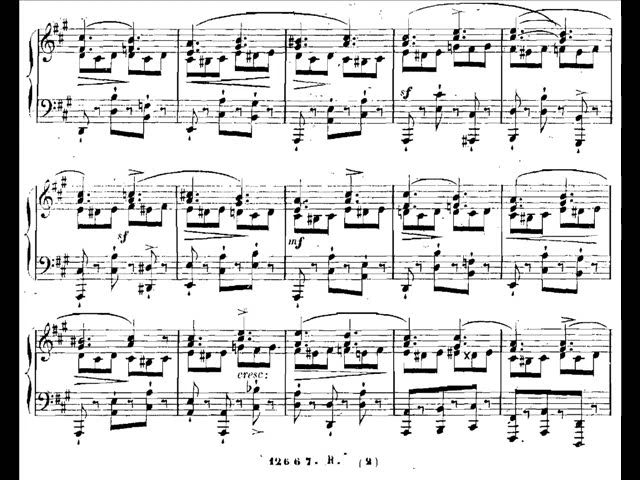 sf
sf
mf
cresc:
12667. R. (2)